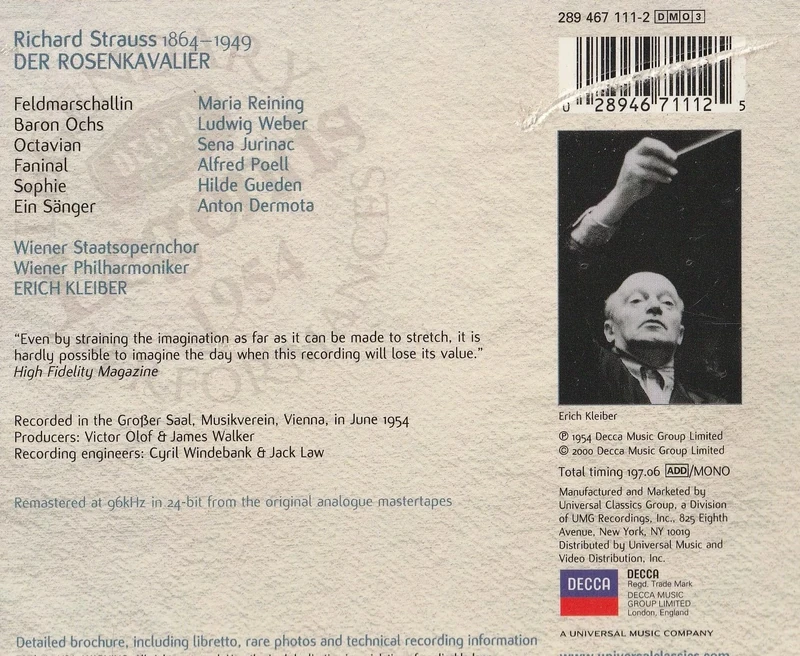 Richard Strauss 1864–1949
DER ROSENKAVALIER
Feldmarschallin Maria Reining
Baron Ochs Ludwig Weber
Octavian Sena Jurinac
Faninal Alfred Poell
Sophie Hilde Gueden
Ein Sänger Anton Dermota
Wiener Staatsopernchor
Wiener Philharmoniker
ERICH KLEIBER
“Even by straining the imagination as far as it can be made to stretch, it is
hardly possible to imagine the day when this recording will lose its value.”
High Fidelity Magazine
Recorded in the Großer Saal, Musikverein, Vienna, in June 1954
Producers: Victor Olof & James Walker
Recording engineers: Cyril Windebank & Jack Law
Remastered at 96kHz in 24-bit from the original analogue mastertapes
Detailed brochure, including libretto, rare photos and technical recording information
289 467 111-2 DMO3
0 28946 71112 5
Erich Kleiber
℗ 1954 Decca Music Group Limited
© 2000 Decca Music Group Limited
Total timing 197.06 ADD/MONO
Manufactured and Marketed by
Universal Classics Group, a Division
of UMG Recordings, Inc., 825 Eighth
Avenue, New York, NY 10019
Distributed by Universal Music and
Video Distribution, Inc.
DECCA
DECCA
Regd. Trade Mark
DECCA MUSIC
GROUP LIMITED
London, England
A UNIVERSAL MUSIC COMPANY
www.universalclassics.com
DECCA
1954